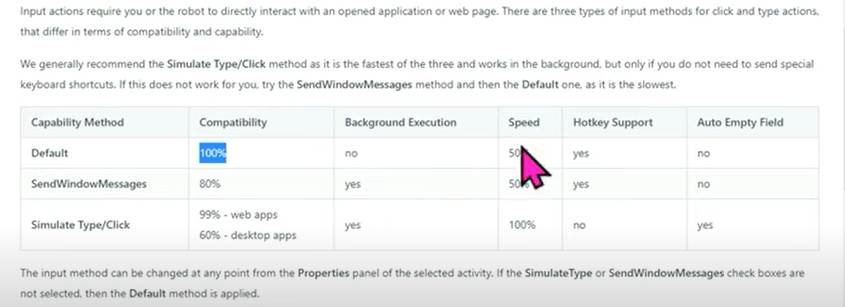 Input actions require you or the robot to directly interact with an opened application or web page. There are three types of input methods for click and type actions,
that differ in terms of compatibility and capability.
We generally recommend the Simulate Type/Click method as it is the fastest of the three and works in the background, but only if you do not need to send special
keyboard shortcuts. If this does not work for you, try the SendWindowMessages method and then the Default one, as it is the slowest.
Capability Method Compatibility Background Execution Speed Hotkey Support Auto Empty Field
Default 100% no yes no
SendWindowMessages 80% yes 50% yes no
99% - web apps
Simulate Type/Click yes 100% no yes
60% - desktop apps
The input method can be changed at any point from the Properties panel of the selected activity. If the SimulateType or SendWindowMessages check boxes are
not selected, then the Default method is applied.